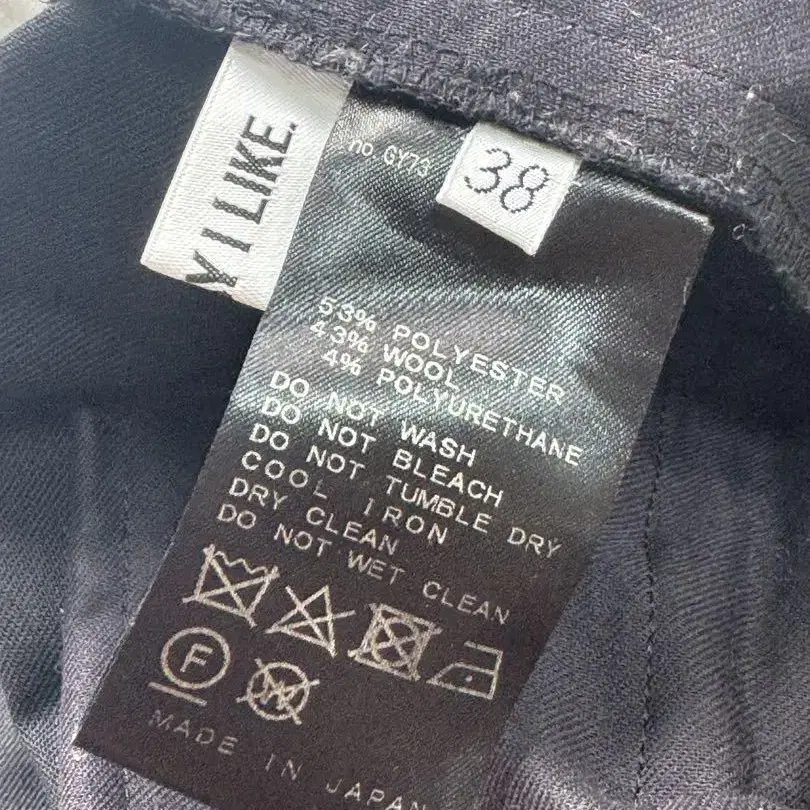 Y I LIKE.
no. GY73
38
53% POLYESTER
43% WOOL
4% POLYURETHANE
DO NOT WASH
DO NOT BLEACH
DO NOT TUMBLE DRY
COOL IRON
DRY CLEAN
DO NOT WET CLEAN
F
W
MADE IN JAPAN